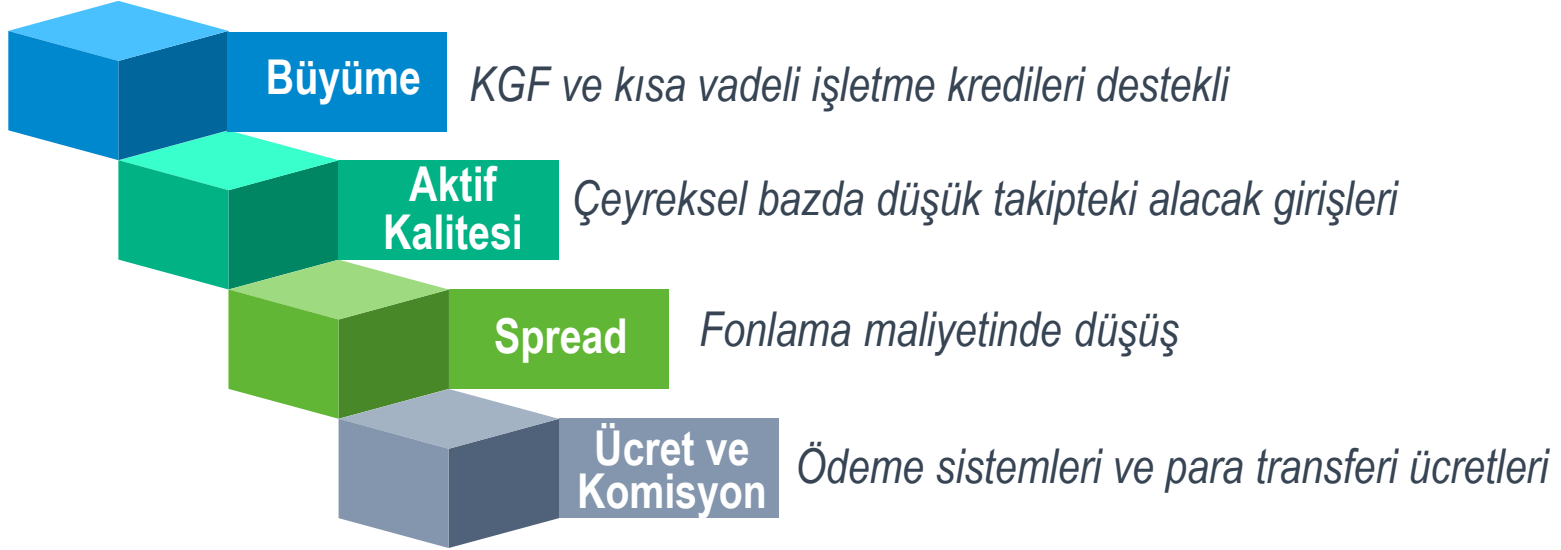 Büyüme
KGF ve kısa vadeli işletme kredileri destekli
Aktif
Kalitesi
Çeyreksel bazda düşük takipteki alacak girişleri
Spread
Fonlama maliyetinde düşüş
Ücret ve
Komisyon
Ödeme sistemleri ve para transferi ücretleri